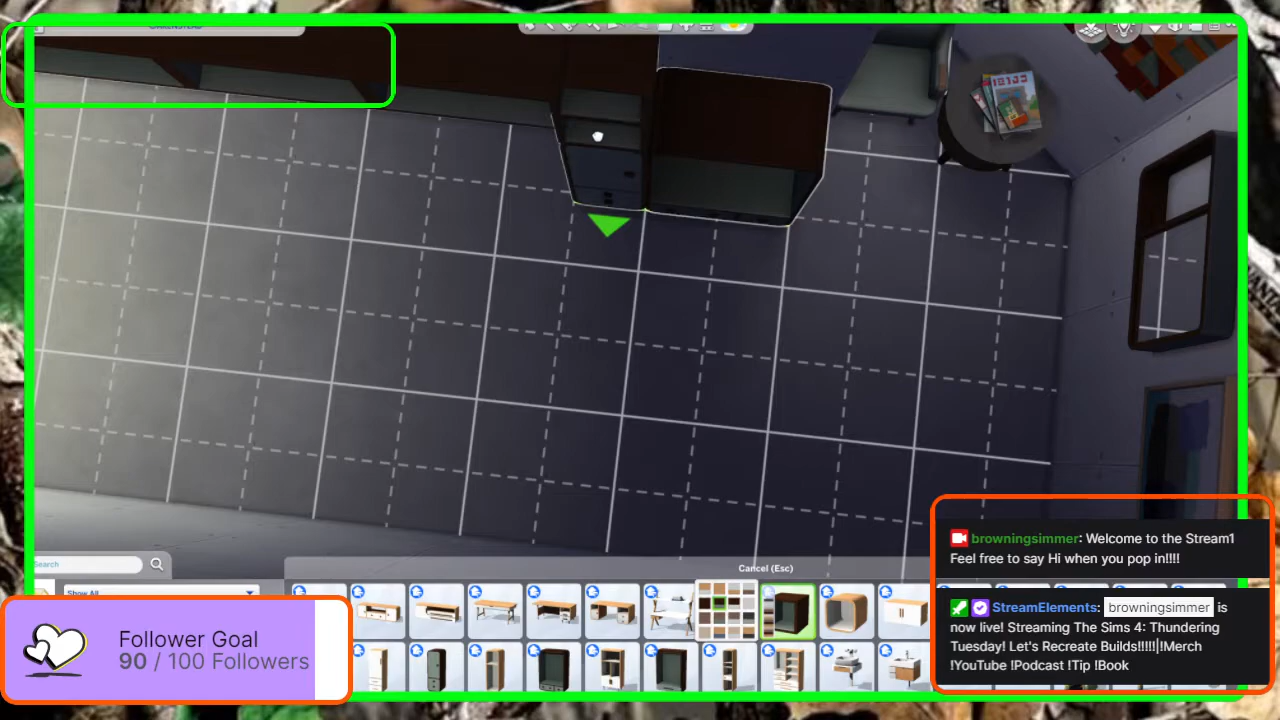 Search
Show All
Cancel (Esc)
Follower Goal
90 / 100 Followers
browningsimmer: Welcome to the Stream1
Feel free to say Hi when you pop in!!!!
StreamElements: browningsimmer is
now live! Streaming The Sims 4: Thundering
Tuesday! Let's Recreate Builds!!!!!|!Merch
!YouTube !Podcast !Tip !Book